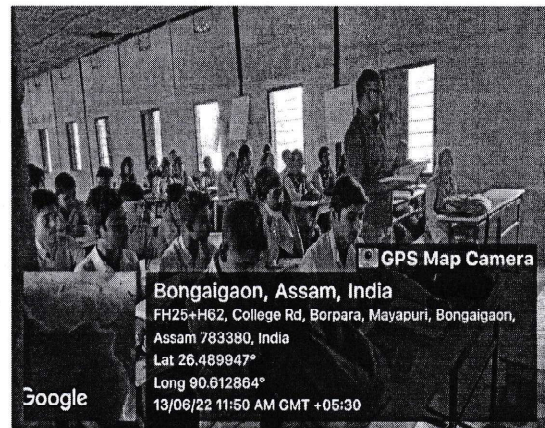 GPS Map Camera
Bongaigaon, Assam, India
FH25+H62, College Rd, Borpara, Mayapuri, Bongaigaon,
Assam 783380, India
Lat 26.489947°
Long 90.612864°
13/06/22 11:50 AM GMT +05:30
Google